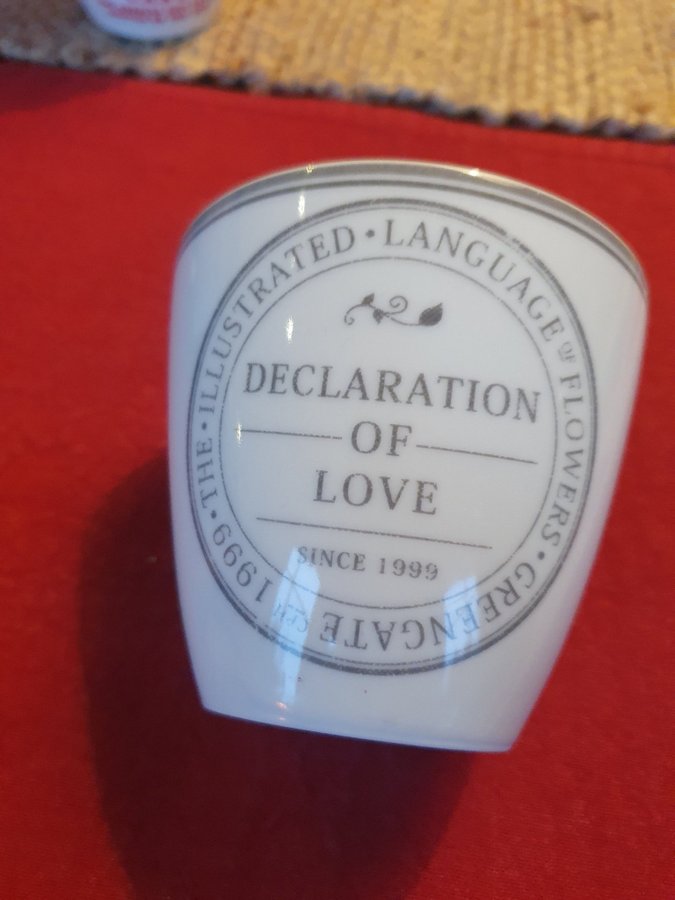 THE • ILLUSTRATED • LANGUAGE OF FLOWERS • GREENGATE 1999 •
DECLARATION
OF
LOVE
SINCE 1999